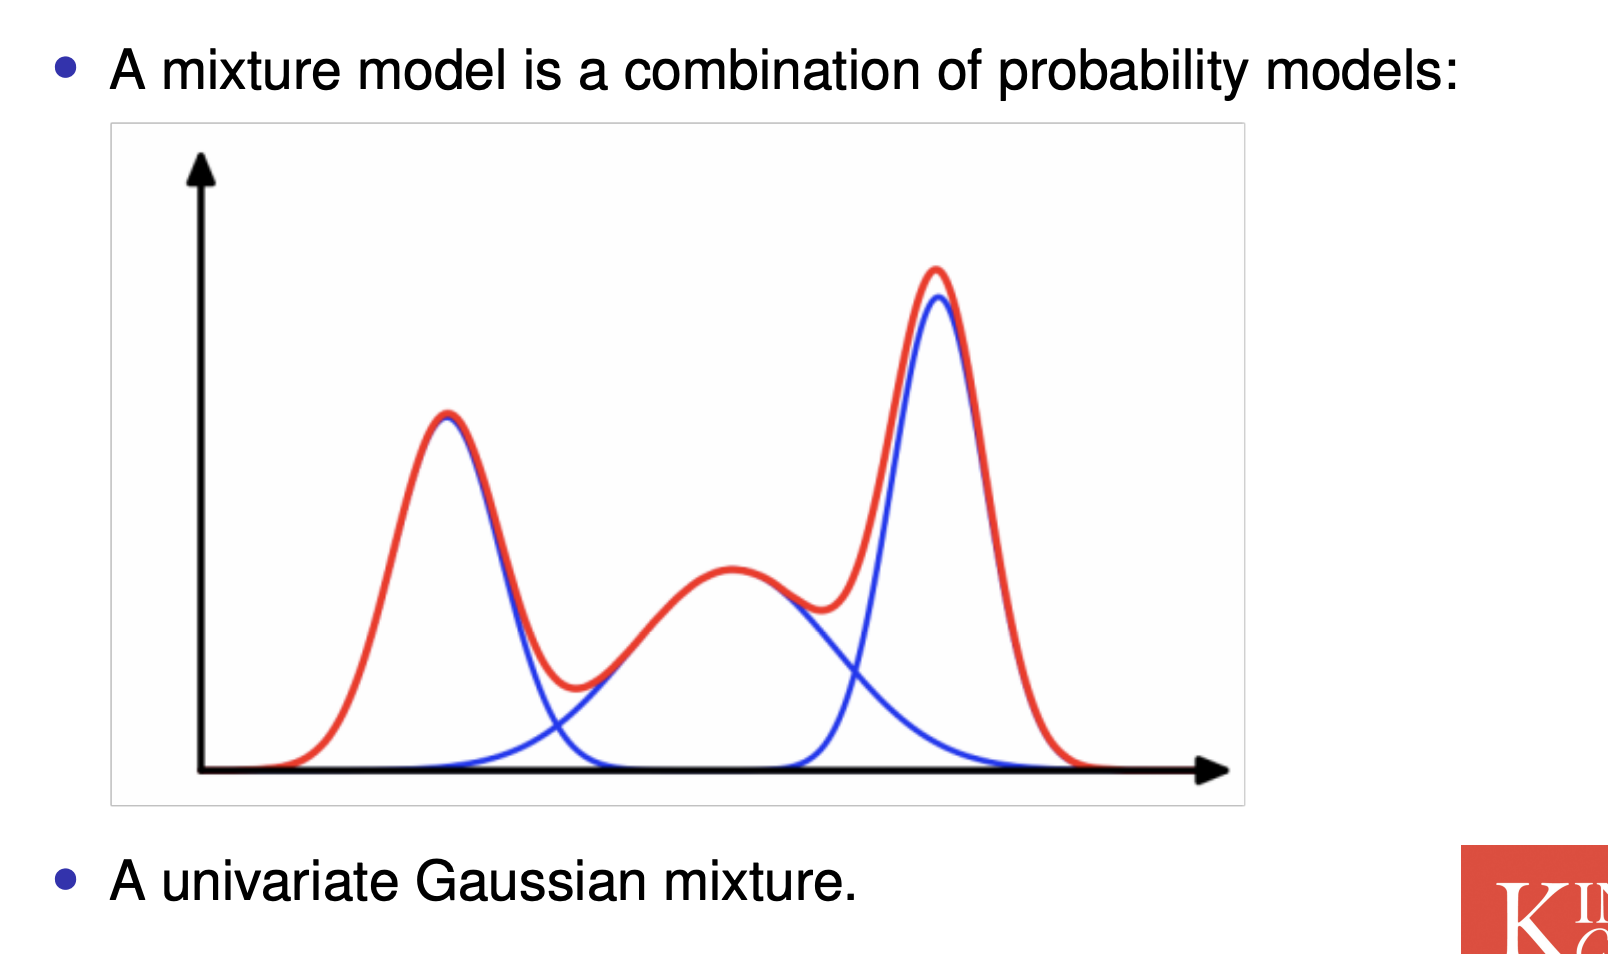 A mixture model is a combination of probability models:
A univariate Gaussian mixture.